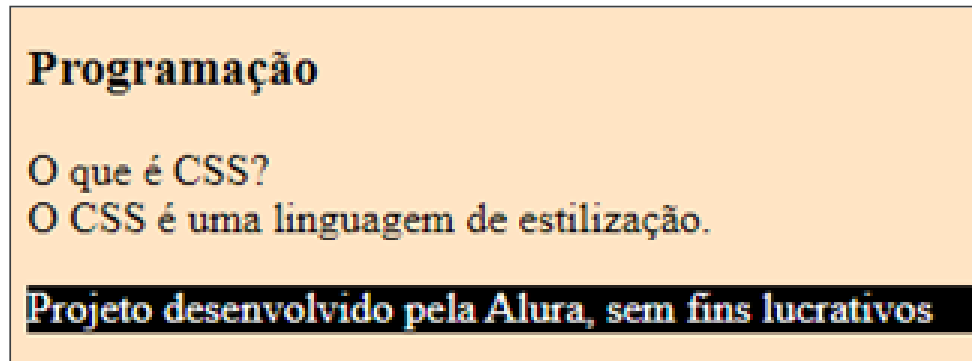 Programação
O que é CSS?
O CSS é uma linguagem de estilização.
Projeto desenvolvido pela Alura, sem fins lucrativos